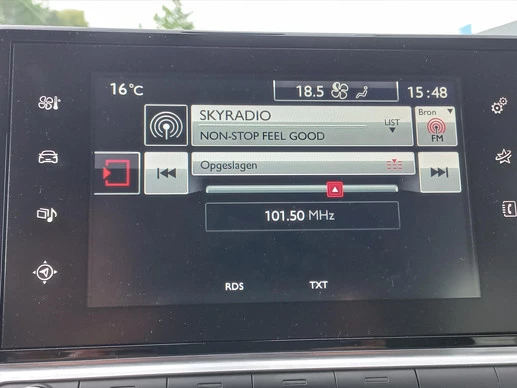 16°C 18.5 15:48
SKYRADIO
NON-STOP FEEL GOOD
LIST
Bron
FM
Opgeslagen
101.50 MHz
RDS TXT